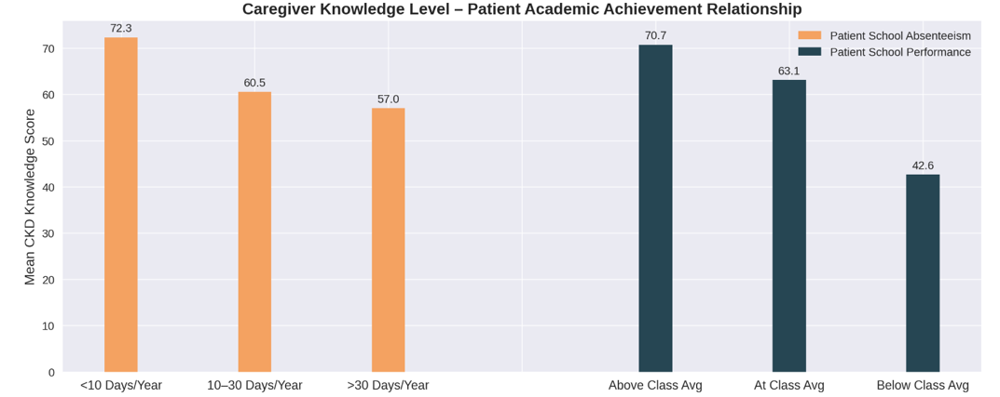 Caregiver Knowledge Level – Patient Academic Achievement Relationship
Mean CKD Knowledge Score
70
60
50
40
30
20
10
0
72.3
60.5
57.0
70.7
63.1
42.6
Patient School Absenteeism
Patient School Performance
<10 Days/Year
10–30 Days/Year
>30 Days/Year
Above Class Avg
At Class Avg
Below Class Avg